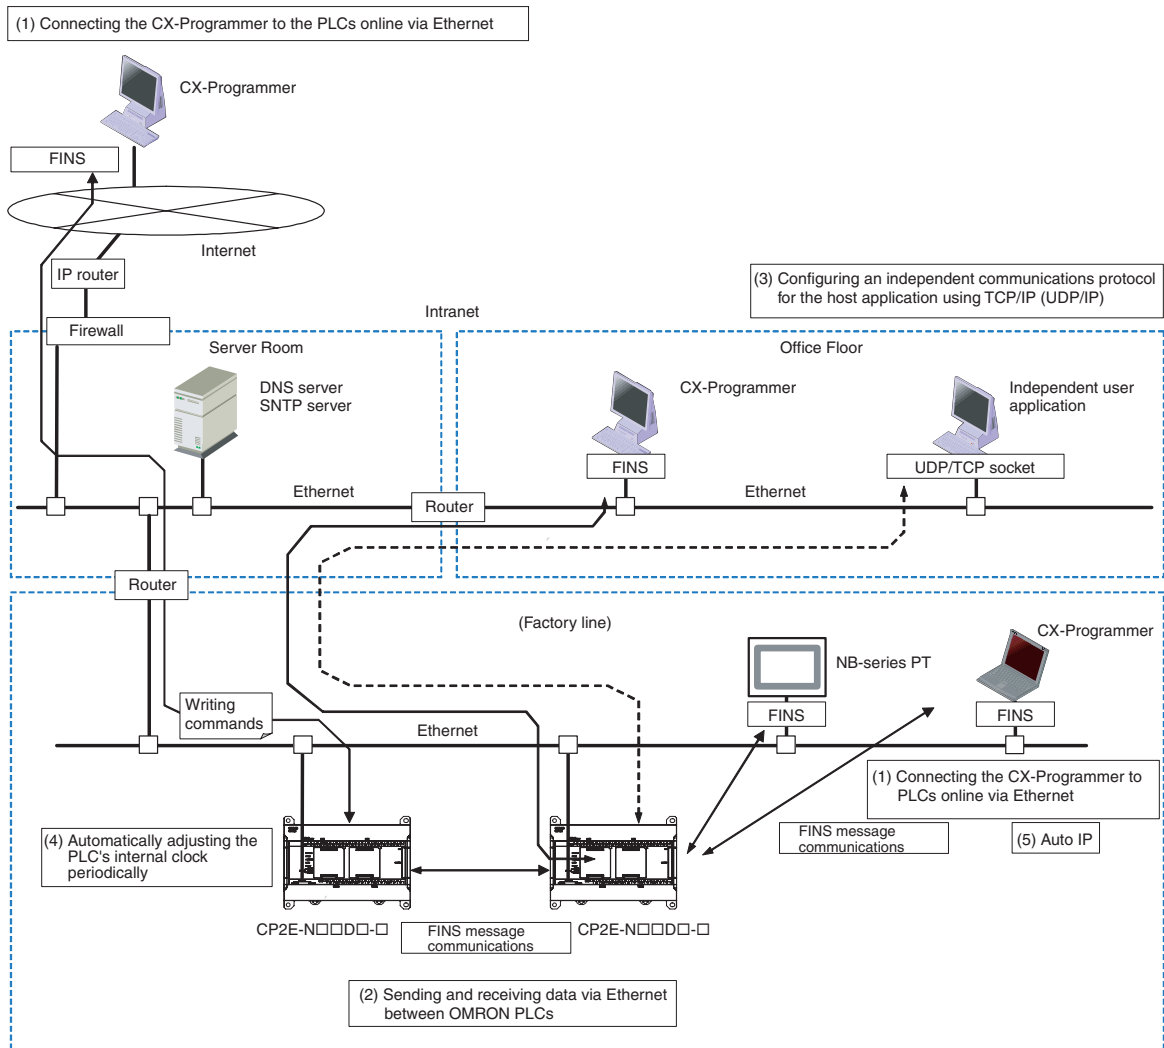 (1) Connecting the CX-Programmer to the PLCs online via Ethernet
CX-Programmer
FINS
Internet
IP router
(3) Configuring an independent communications protocol
for the host application using TCP/IP (UDP/IP)
Intranet
Firewall
Server Room
Office Floor
DNS server
SNTP server
CX-Programmer
Independent user
application
FINS
UDP/TCP socket
Ethernet
Router
Ethernet
Router
(Factory line)
CX-Programmer
NB-series PT
Writing
commands
FINS
FINS
Ethernet
(1) Connecting the CX-Programmer to
PLCs online via Ethernet
(4) Automatically adjusting the
PLC's internal clock
periodically
FINS message
communications
(5) Auto IP
CP2E-N□□D□-□
FINS message
communications
CP2E-N□□D□-□
(2) Sending and receiving data via Ethernet
between OMRON PLCs